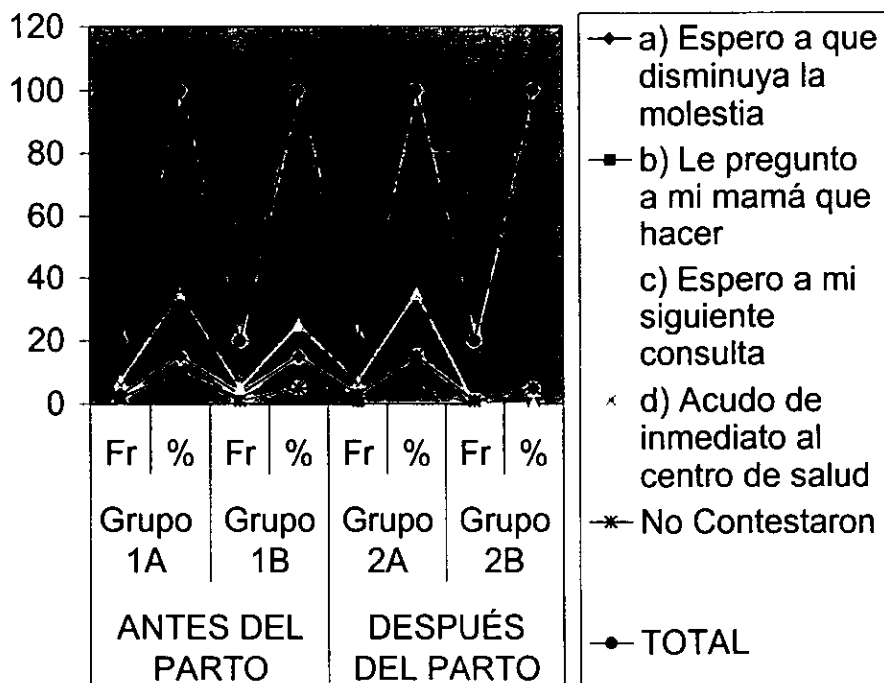 120
100
80
60
40
20
0
Fr % Fr % Fr % Fr %
Grupo 1A Grupo 1B Grupo 2A Grupo 2B
ANTES DEL PARTO DESPUÉS DEL PARTO
a) Espero a que
disminuya la
molestia
b) Le pregunto
a mi mamá que
hacer
c) Espero a mi
siguiente
consulta
d) Acudo de
inmediato al
centro de salud
No Contestaron
TOTAL